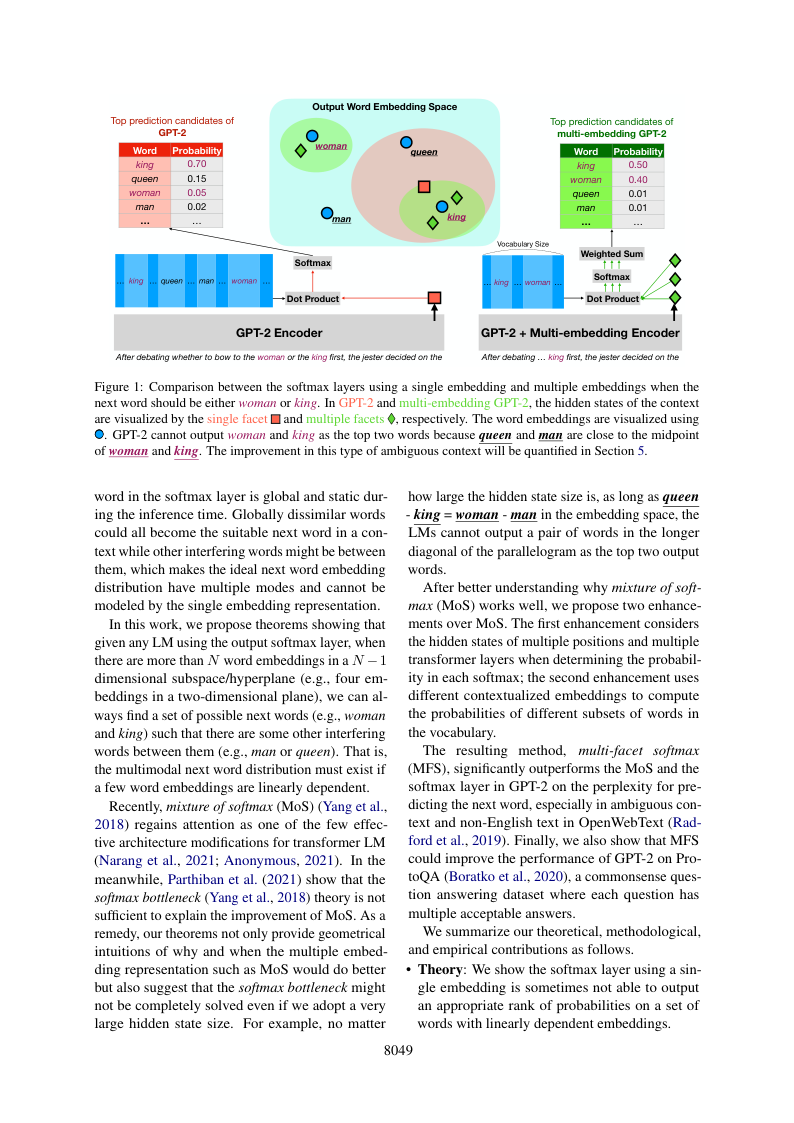 Top prediction candidates of
GPT-2
Word Probability
king 0.70
queen 0.15
woman 0.05
man 0.02
... ...
Output Word Embedding Space
woman
queen
man
king
Top prediction candidates of
multi-embedding GPT-2
Word Probability
king 0.50
woman 0.40
queen 0.01
man 0.01
... ...
... king ... queen ... man ... woman ...
Softmax
Dot Product
GPT-2 Encoder
After debating whether to bow to the woman or the king first, the jester decided on the
Vocabulary Size
... king ... woman ...
Weighted Sum
Softmax
Dot Product
GPT-2 + Multi-embedding Encoder
After debating ... king first, the jester decided on the
Figure 1: Comparison between the softmax layers using a single embedding and multiple embeddings when the
next word should be either woman or king. In GPT-2 and multi-embedding GPT-2, the hidden states of the context
are visualized by the single facet and multiple facets , respectively. The word embeddings are visualized using
. GPT-2 cannot output woman and king as the top two words because queen and man are close to the midpoint
of woman and king. The improvement in this type of ambiguous context will be quantified in Section 5.
word in the softmax layer is global and static dur-
ing the inference time. Globally dissimilar words
could all become the suitable next word in a con-
text while other interfering words might be between
them, which makes the ideal next word embedding
distribution have multiple modes and cannot be
modeled by the single embedding representation.
In this work, we propose theorems showing that
given any LM using the output softmax layer, when
there are more than N word embeddings in a N − 1
dimensional subspace/hyperplane (e.g., four em-
beddings in a two-dimensional plane), we can al-
ways find a set of possible next words (e.g., woman
and king) such that there are some other interfering
words between them (e.g., man or queen). That is,
the multimodal next word distribution must exist if
a few word embeddings are linearly dependent.
Recently, mixture of softmax (MoS) (Yang et al.,
2018) regains attention as one of the few effec-
tive architecture modifications for transformer LM
(Narang et al., 2021; Anonymous, 2021). In the
meanwhile, Parthiban et al. (2021) show that the
softmax bottleneck (Yang et al., 2018) theory is not
sufficient to explain the improvement of MoS. As a
remedy, our theorems not only provide geometrical
intuitions of why and when the multiple embed-
ding representation such as MoS would do better
but also suggest that the softmax bottleneck might
not be completely solved even if we adopt a very
large hidden state size. For example, no matter
how large the hidden state size is, as long as queen
- king = woman - man in the embedding space, the
LMs cannot output a pair of words in the longer
diagonal of the parallelogram as the top two output
words.
After better understanding why mixture of soft-
max (MoS) works well, we propose two enhance-
ments over MoS. The first enhancement considers
the hidden states of multiple positions and multiple
transformer layers when determining the probabil-
ity in each softmax; the second enhancement uses
different contextualized embeddings to compute
the probabilities of different subsets of words in
the vocabulary.
The resulting method, multi-facet softmax
(MFS), significantly outperforms the MoS and the
softmax layer in GPT-2 on the perplexity for pre-
dicting the next word, especially in ambiguous con-
text and non-English text in OpenWebText (Rad-
ford et al., 2019). Finally, we also show that MFS
could improve the performance of GPT-2 on Pro-
toQA (Boratko et al., 2020), a commonsense ques-
tion answering dataset where each question has
multiple acceptable answers.
We summarize our theoretical, methodological,
and empirical contributions as follows.
• Theory: We show the softmax layer using a sin-
gle embedding is sometimes not able to output
an appropriate rank of probabilities on a set of
words with linearly dependent embeddings.
8049